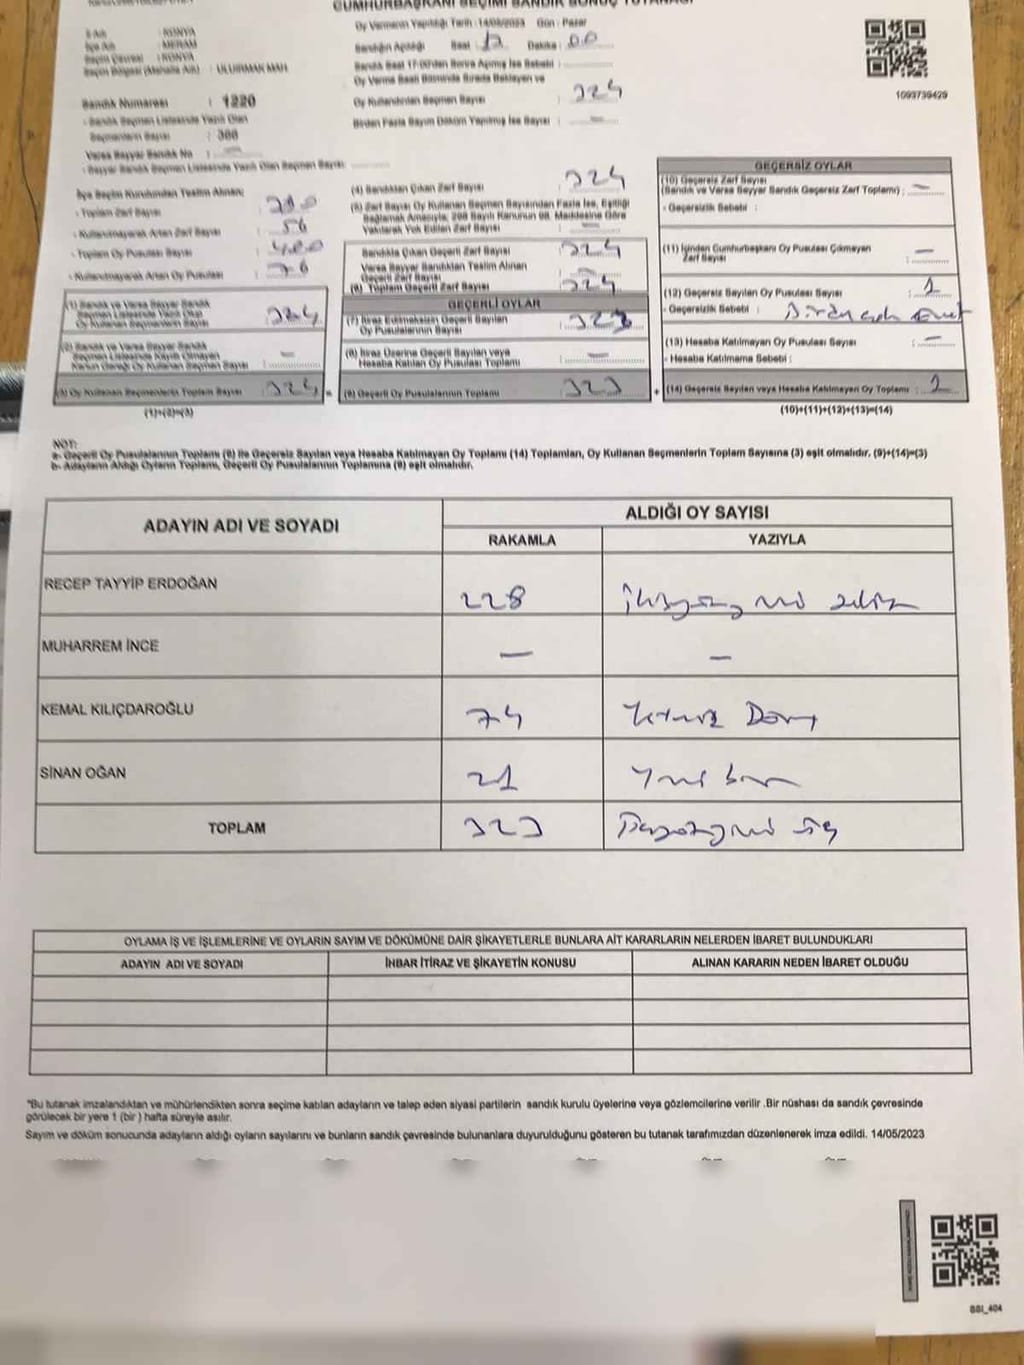 CUMHURBAŞKANI SEÇİMİ SANDIK SONUÇ TUTANAĞI
Oy Vermenin Yapıldığı Tarih : 14/05/2023 Gün : Pazar
İli Adı : KONYA
İlçe Adı : MERAM
Seçim Çevresi : KONYA
Seçim Bölgesi (Mahalle Adı) : ULUIRMAK MAH
Sandığın Açıldığı Saat : 17 Dakika : 00
Sandık Saat 17:00'den Sonra Açılmış İse Sebebi :
Oy Verme Saati Bitiminde Sırada Bekleyen ve
Oy Kullandırılan Seçmen Sayısı : 324
Birden Fazla Sayım Döküm Yapılmış İse Sayısı : —
1093739429
Sandık Numarası : 1220
- Sandık Seçmen Listesinde Yazılı Olan
Seçmenlerin Sayısı : 366
Varsa Seyyar Sandık No : —
- Seyyar Sandık Seçmen Listesinde Yazılı Olan Seçmen Sayısı:
İlçe Seçim Kurulundan Teslim Alınan;
- Toplam Zarf Sayısı :
- Kullanılmayarak Artan Zarf Sayısı : 56
- Toplam Oy Pusulası Sayısı : 400
- Kullanılmayarak Artan Oy Pusulası : 76
(1) Sandık ve Varsa Seyyar Sandık
Seçmen Listesinde Yazılı Olup
Oy Kullanan Seçmenlerin Sayısı : 324
(2) Sandık ve Varsa Seyyar Sandık
Seçmen Listesinde Kayıtlı Olmayan
Kanun Gereği Oy Kullanan Seçmen Sayısı : —
(3) Oy Kullanan Seçmenlerin Toplam Sayısı : 324
(1)+(2)=(3)
(4) Sandıktan Çıkan Zarf Sayısı : 324
(5) Zarf Sayısı Oy Kullanan Seçmen Sayısından Fazla İse, Eşitliği
Sağlamak Amacıyla; 298 Sayılı Kanunun 98. Maddesine Göre
Yakılarak Yok Edilen Zarf Sayısı : —
Sandıkta Çıkan Geçerli Zarf Sayısı : 324
Varsa Seyyar Sandıktan Teslim Alınan
Geçerli Zarf Sayısı : —
(6) Toplam Geçerli Zarf Sayısı : 324
GEÇERLİ OYLAR
(7) İtiraz Edilmeksizin Geçerli Sayılan
Oy Pusulalarının Sayısı : 323
(8) İtiraz Üzerine Geçerli Sayılan veya
Hesaba Katılan Oy Pusulası Sayısı : —
(9) Geçerli Oy Pusulalarının Toplamı : 323
GEÇERSİZ OYLAR
(10) Geçersiz Zarf Sayısı
(Sandık ve Varsa Seyyar Sandık Geçersiz Zarf Toplamı) : —
- Geçersizlik Sebebi :
(11) İçinden Cumhurbaşkanı Oy Pusulası Çıkmayan
Zarf Sayısı : —
(12) Geçersiz Sayılan Oy Pusulası Sayısı : 1
- Geçersizlik Sebebi :
(13) Hesaba Katılmayan Oy Pusulası Sayısı : —
- Hesaba Katılmama Sebebi :
(14) Geçersiz Sayılan veya Hesaba Katılmayan Oy Toplamı : 1
(10)+(11)+(12)+(13)=(14)
NOT:
a- Geçerli Oy Pusulalarının Toplamı (9) ile Geçersiz Sayılan veya Hesaba Katılmayan Oy Toplamı (14) Toplamları, Oy Kullanan Seçmenlerin Toplam Sayısına (3) eşit olmalıdır. (9)+(14)=(3)
b- Adayların Aldığı Oyların Toplamı, Geçerli Oy Pusulalarının Toplamına (9) eşit olmalıdır.
ADAYIN ADI VE SOYADI ALDIĞI OY SAYISI
RAKAMLA YAZIYLA
RECEP TAYYİP ERDOĞAN 228 ikiyüzyirmi sekiz
MUHARREM İNCE — —
KEMAL KILIÇDAROĞLU 74 Yetmiş Dört
SİNAN OĞAN 21 Yirmi bir
TOPLAM 323 Üçyüzyirmi üç
OYLAMA İŞ VE İŞLEMLERİNE VE OYLARIN SAYIM VE DÖKÜMÜNE DAİR ŞİKAYETLERLE BUNLARA AİT KARARLARIN NELERDEN İBARET BULUNDUKLARI
ADAYIN ADI VE SOYADI İHBAR İTİRAZ VE ŞİKAYETİN KONUSU ALINAN KARARIN NEDEN İBARET OLDUĞU
"Bu tutanak imzalandıktan ve mühürlendikten sonra seçime katılan adayların ve talep eden siyasi partilerin sandık kurulu üyelerine veya gözlemcilerine verilir .Bir nüshası da sandık çevresinde
görülecek bir yere 1 (bir ) hafta süreyle asılır.
Sayım ve döküm sonucunda adayların aldığı oyların sayılarını ve bunların sandık çevresinde bulunanlara duyurulduğunu gösteren bu tutanak tarafımızdan düzenlenerek imza edildi. 14/05/2023
SSI_404